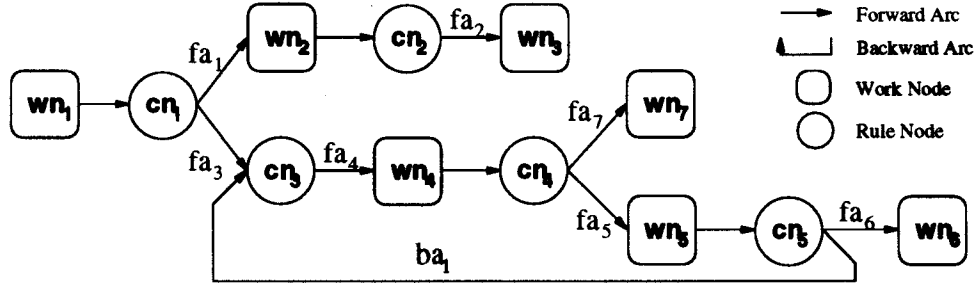 fa1 wn2 cn2 fa2 wn3
wn1 cn1
fa3 cn3 fa4 wn4 cn4 fa7 wn7
fa5 wn5 cn5 fa6 wn6
ba1
Forward Arc
Backward Arc
Work Node
Rule Node